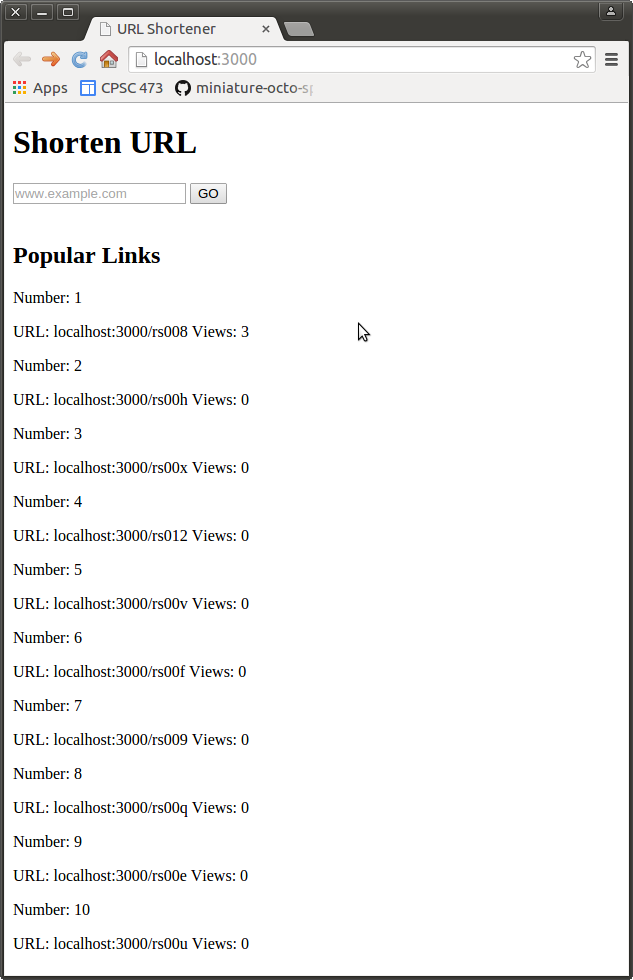 URL Shortener
localhost:3000
Apps CPSC 473 miniature-octo-sp
Shorten URL
www.example.com GO
Popular Links
Number: 1
URL: localhost:3000/rs008 Views: 3
Number: 2
URL: localhost:3000/rs00h Views: 0
Number: 3
URL: localhost:3000/rs00x Views: 0
Number: 4
URL: localhost:3000/rs012 Views: 0
Number: 5
URL: localhost:3000/rs00v Views: 0
Number: 6
URL: localhost:3000/rs00f Views: 0
Number: 7
URL: localhost:3000/rs009 Views: 0
Number: 8
URL: localhost:3000/rs00q Views: 0
Number: 9
URL: localhost:3000/rs00e Views: 0
Number: 10
URL: localhost:3000/rs00u Views: 0